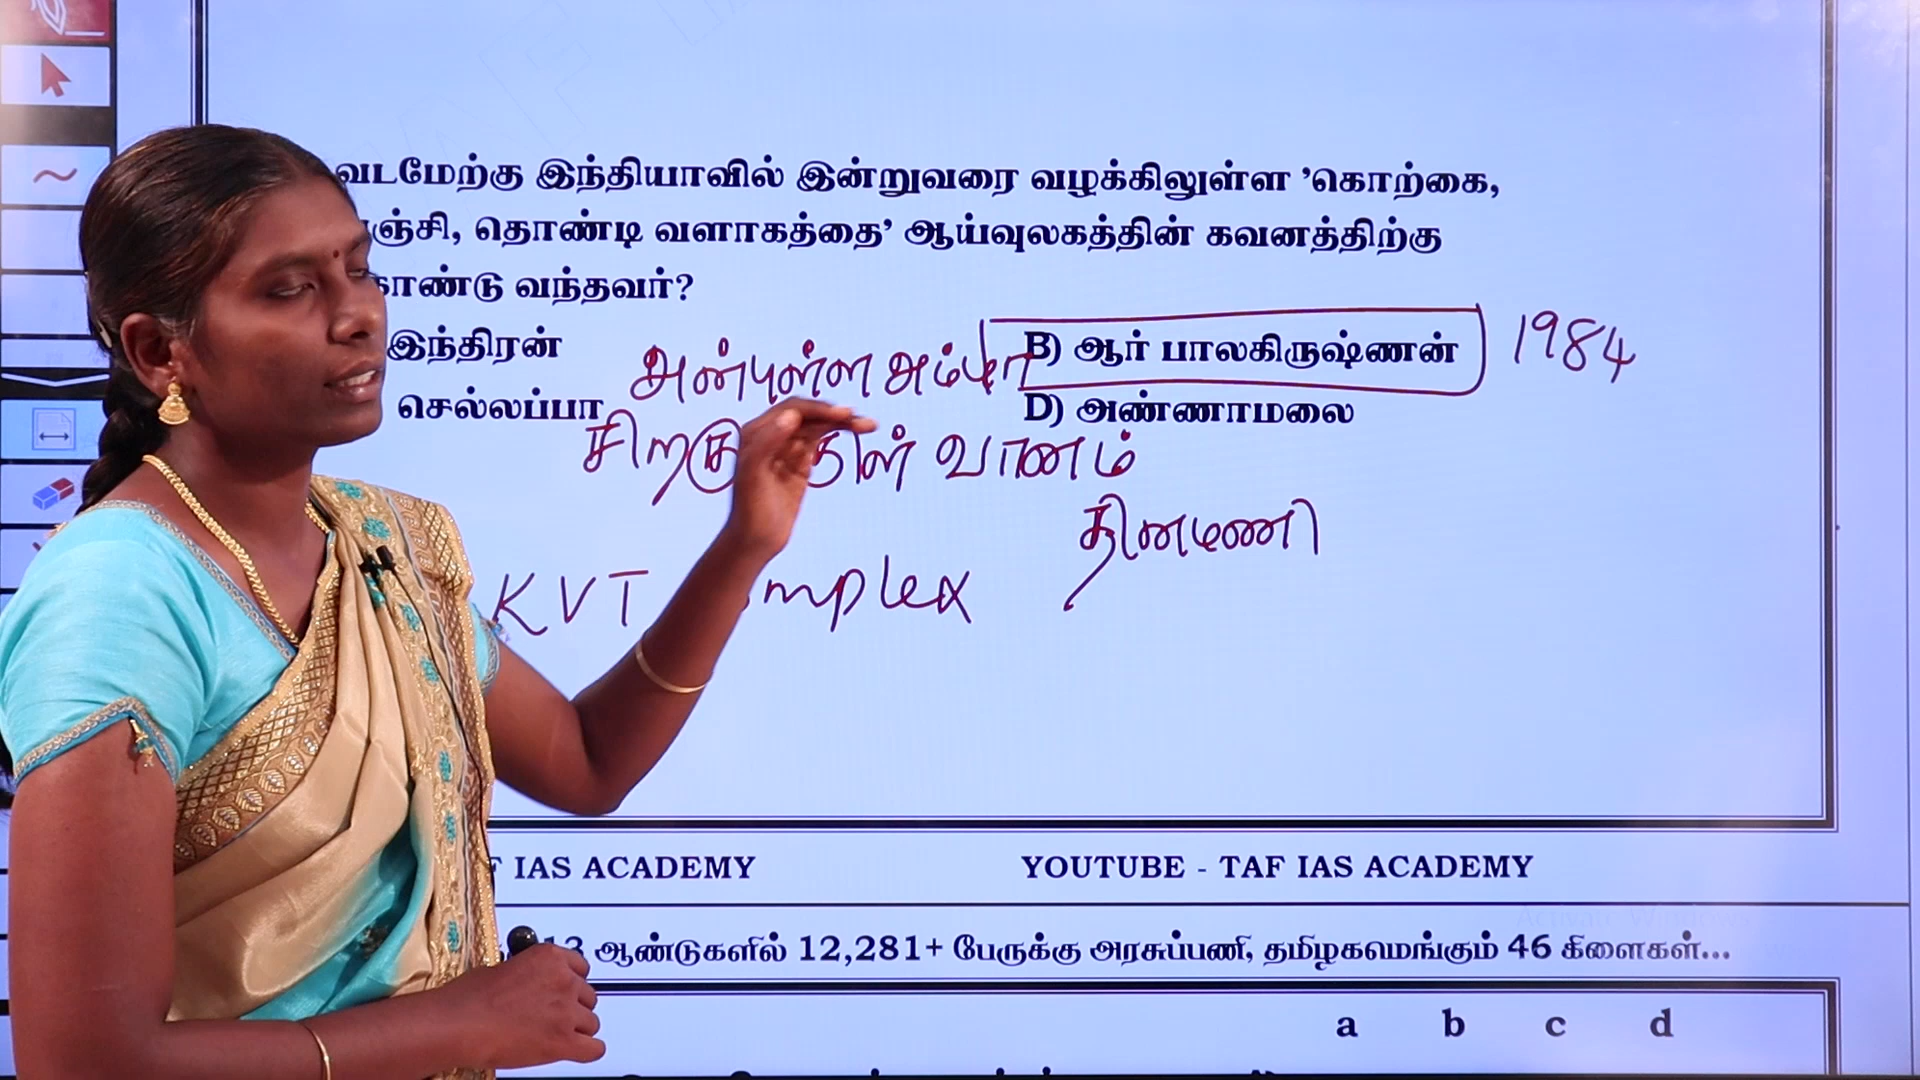 வடமேற்கு இந்தியாவில் இன்றுவரை வழக்கிலுள்ள 'கொற்கை,
தொண்டி வளாகத்தை' ஆய்வுலகத்தின் கவனத்திற்கு
வந்தவர்?
இந்திரன்
B) ஆர் பாலகிருஷ்ணன்
1984
அன்புள்ள அம்மா
செல்லப்பா
D) அண்ணாமலை
வானம்
தினமணி
KVT
IAS ACADEMY
YOUTUBE - TAF IAS ACADEMY
ஆண்டுகளில் 12,281+ பேருக்கு அரசுப்பணி, தமிழகமெங்கும் 46 கிளைகள்...
a b c d